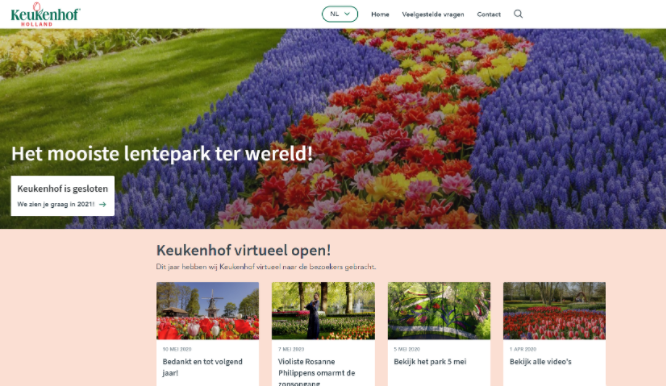 Keukenhof
HOLLAND
NL
Home
Veelgestelde vragen
Contact
Het mooiste lentepark ter wereld!
Keukenhof is gesloten
We zien je graag in 2021! →
Keukenhof virtueel open!
Dit jaar hebben wij Keukenhof virtueel naar de bezoekers gebracht.
10 MEI 2020
Bedankt en tot volgend
jaar!
7 MEI 2020
Violiste Rosanne
Philippens omarmt de
zonsopgang
5 MEI 2020
Bekijk het park 5 mei
1 APR 2020
Bekijk alle video's